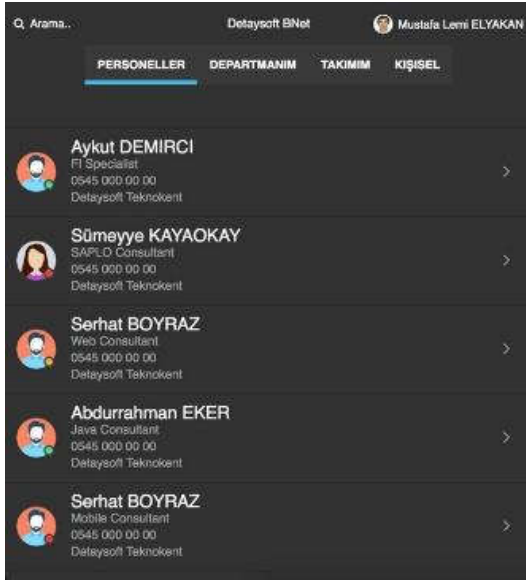 Arama..
Detaysoft BNet
Mustafa Lemi ELYAKAN
PERSONELLER DEPARTMANIM TAKIMIM KIŞISEL
Aykut DEMIRCI
FI Specialist
0545 000 00 00
Detaysoft Teknokent
Sümeyye KAYAOKAY
SAPLO Consultant
0545 000 00 00
Detaysoft Teknokent
Serhat BOYRAZ
Web Consultant
0545 000 00 00
Detaysoft Teknokent
Abdurrahman EKER
Java Consultant
0545 000 00 00
Detaysoft Teknokent
Serhat BOYRAZ
Mobile Consultant
0545 000 00 00
Detaysoft Teknokent